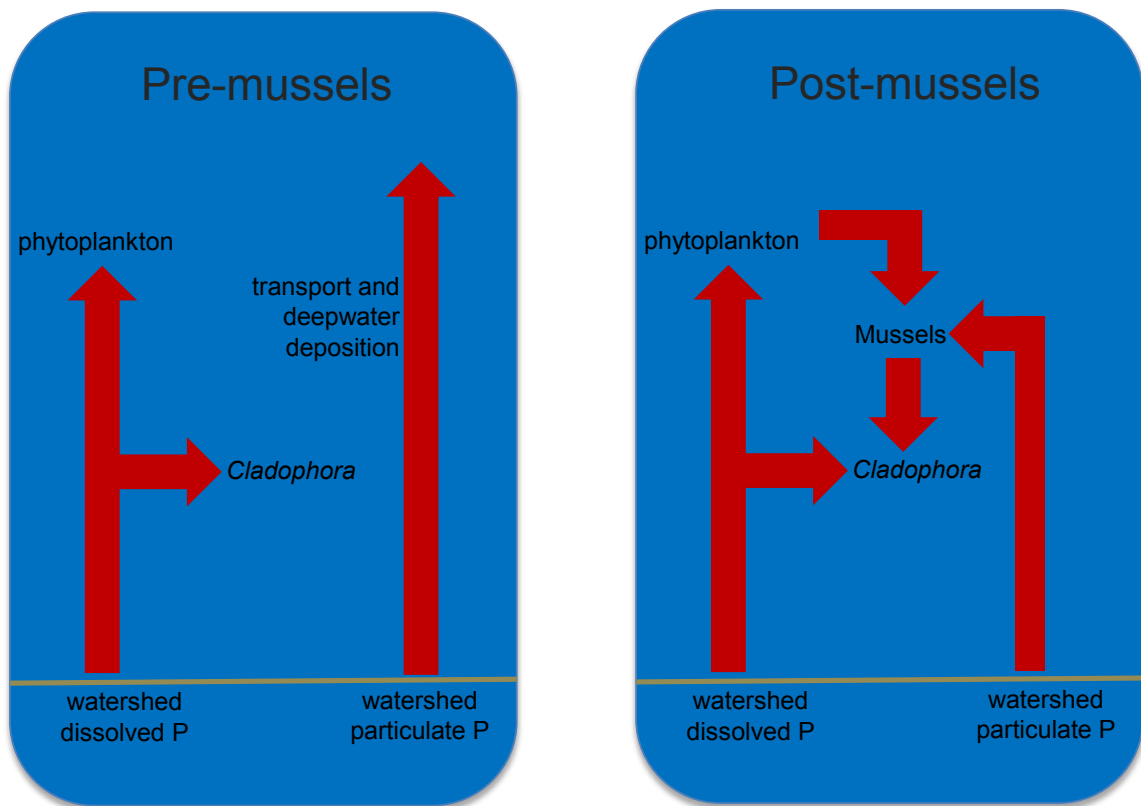 Pre-mussels
phytoplankton
transport and
deepwater
deposition
Cladophora
watershed
dissolved P
watershed
particulate P
Post-mussels
phytoplankton
Mussels
Cladophora
watershed
dissolved P
watershed
particulate P